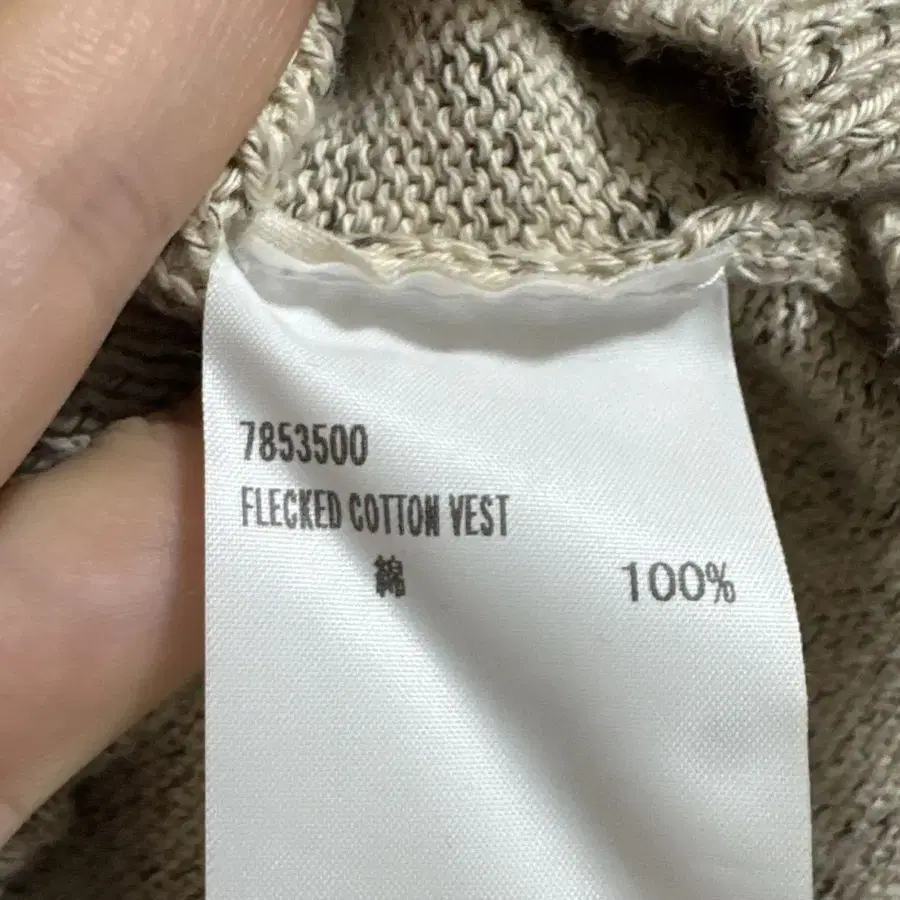 7853500
FLECKED COTTON VEST
綿 100%